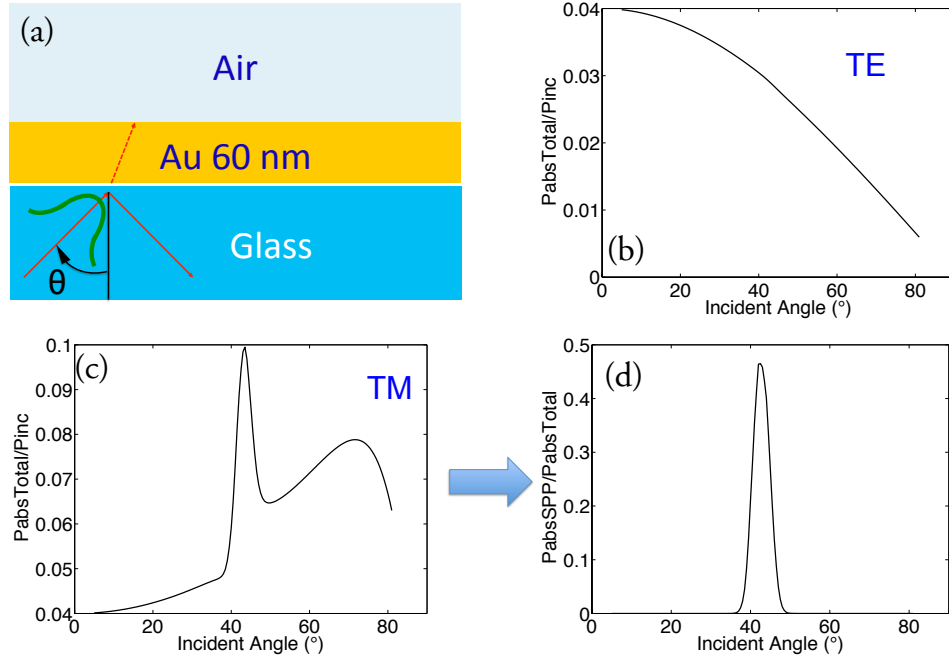 (a)
Air
Au 60 nm
Glass
θ
0.04
0.03
0.02
0.01
0
PabsTotal/Pinc
TE
(b)
0 20 40 60 80
Incident Angle (°)
0.1
0.09
0.08
0.07
0.06
0.05
0.04
PabsTotal/Pinc
(c)
TM
0 20 40 60 80
Incident Angle (°)
0.5
0.4
0.3
0.2
0.1
0
PabsSPP/PabsTotal
(d)
0 20 40 60 80
Incident Angle (°)